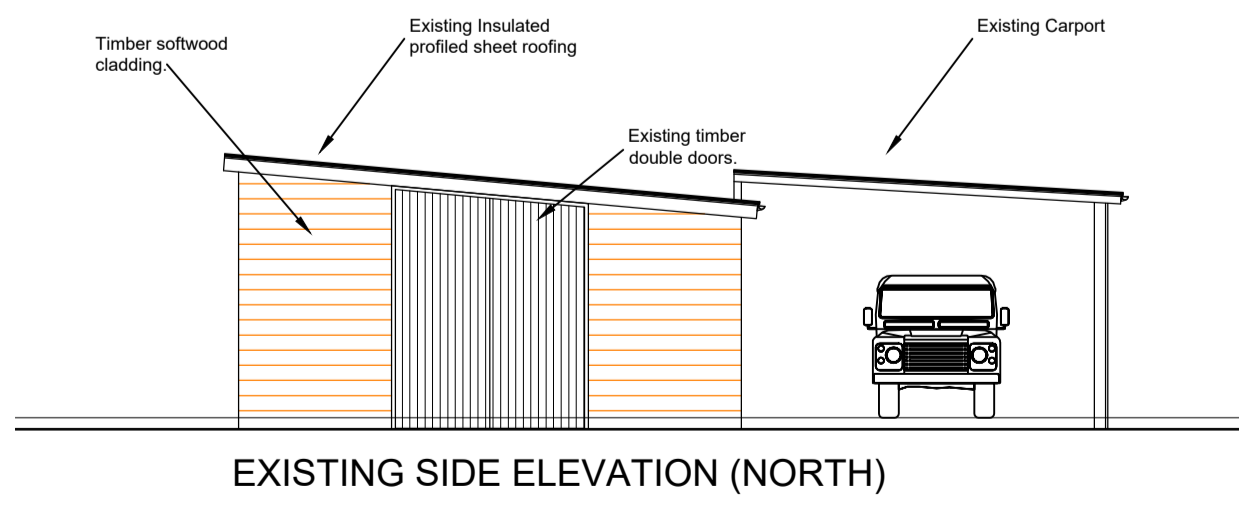 Timber softwood
cladding.
Existing Insulated
profiled sheet roofing
Existing Carport
Existing timber
double doors.
EXISTING SIDE ELEVATION (NORTH)